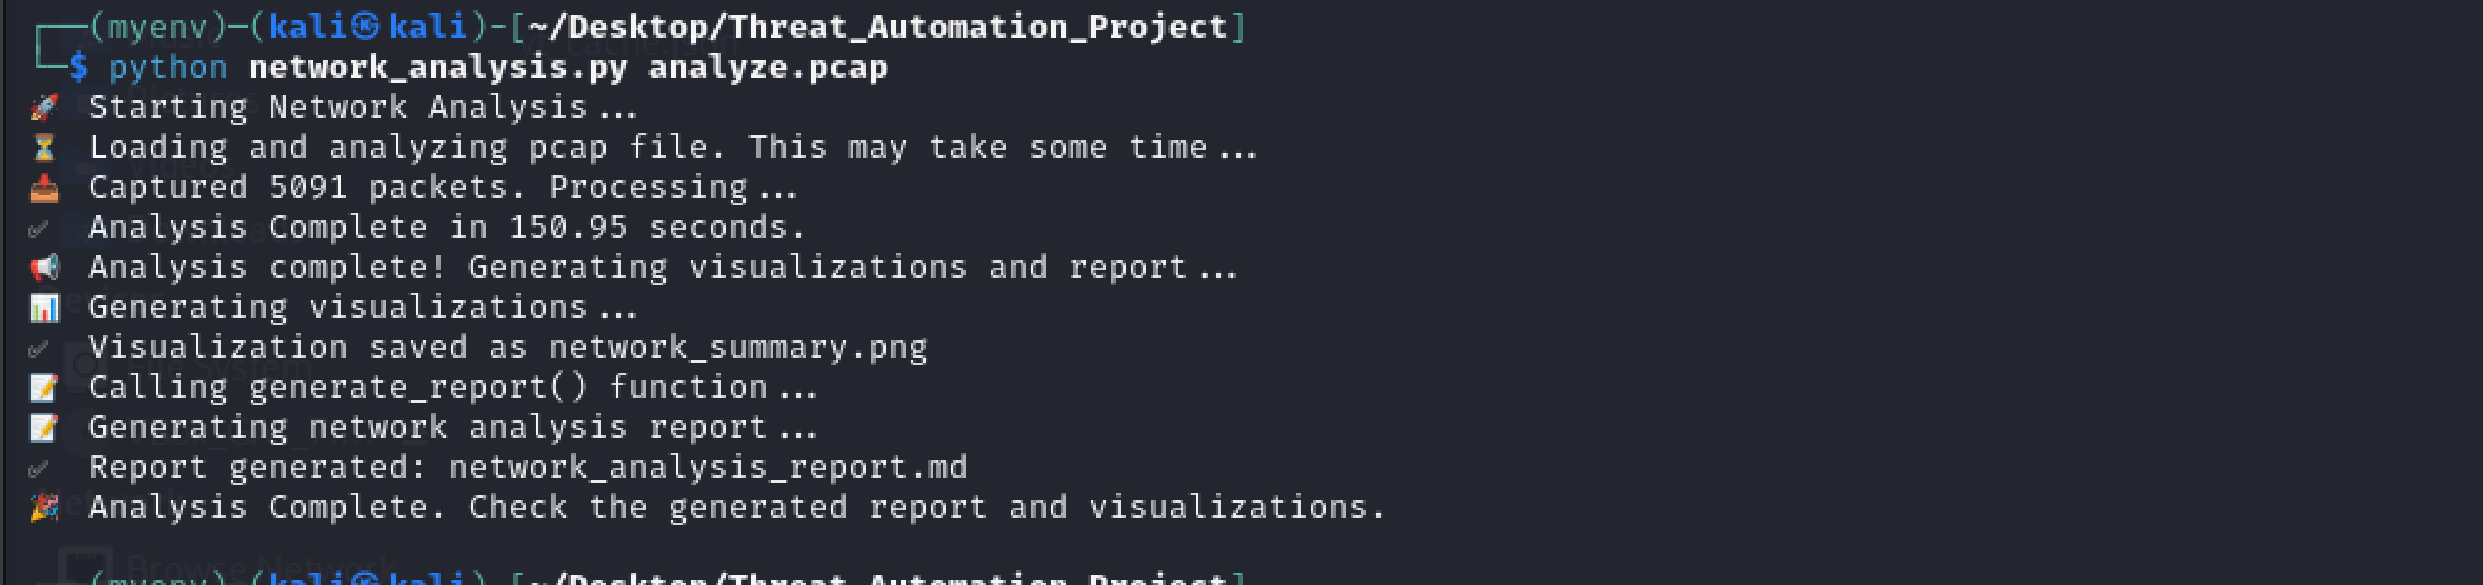 ┌──(myenv)─(kali㉿kali)-[~/Desktop/Threat_Automation_Project]
└─$ python network_analysis.py analyze.pcap
🚀 Starting Network Analysis...
⏳ Loading and analyzing pcap file. This may take some time...
📥 Captured 5091 packets. Processing...
✅ Analysis Complete in 150.95 seconds.
📢 Analysis complete! Generating visualizations and report...
📊 Generating visualizations...
✅ Visualization saved as network_summary.png
📝 Calling generate_report() function...
📝 Generating network analysis report...
✅ Report generated: network_analysis_report.md
🎉 Analysis Complete. Check the generated report and visualizations.
Browse Network
┌──(myenv)─(kali㉿kali)-[~/Desktop/Threat_Automation_Project]